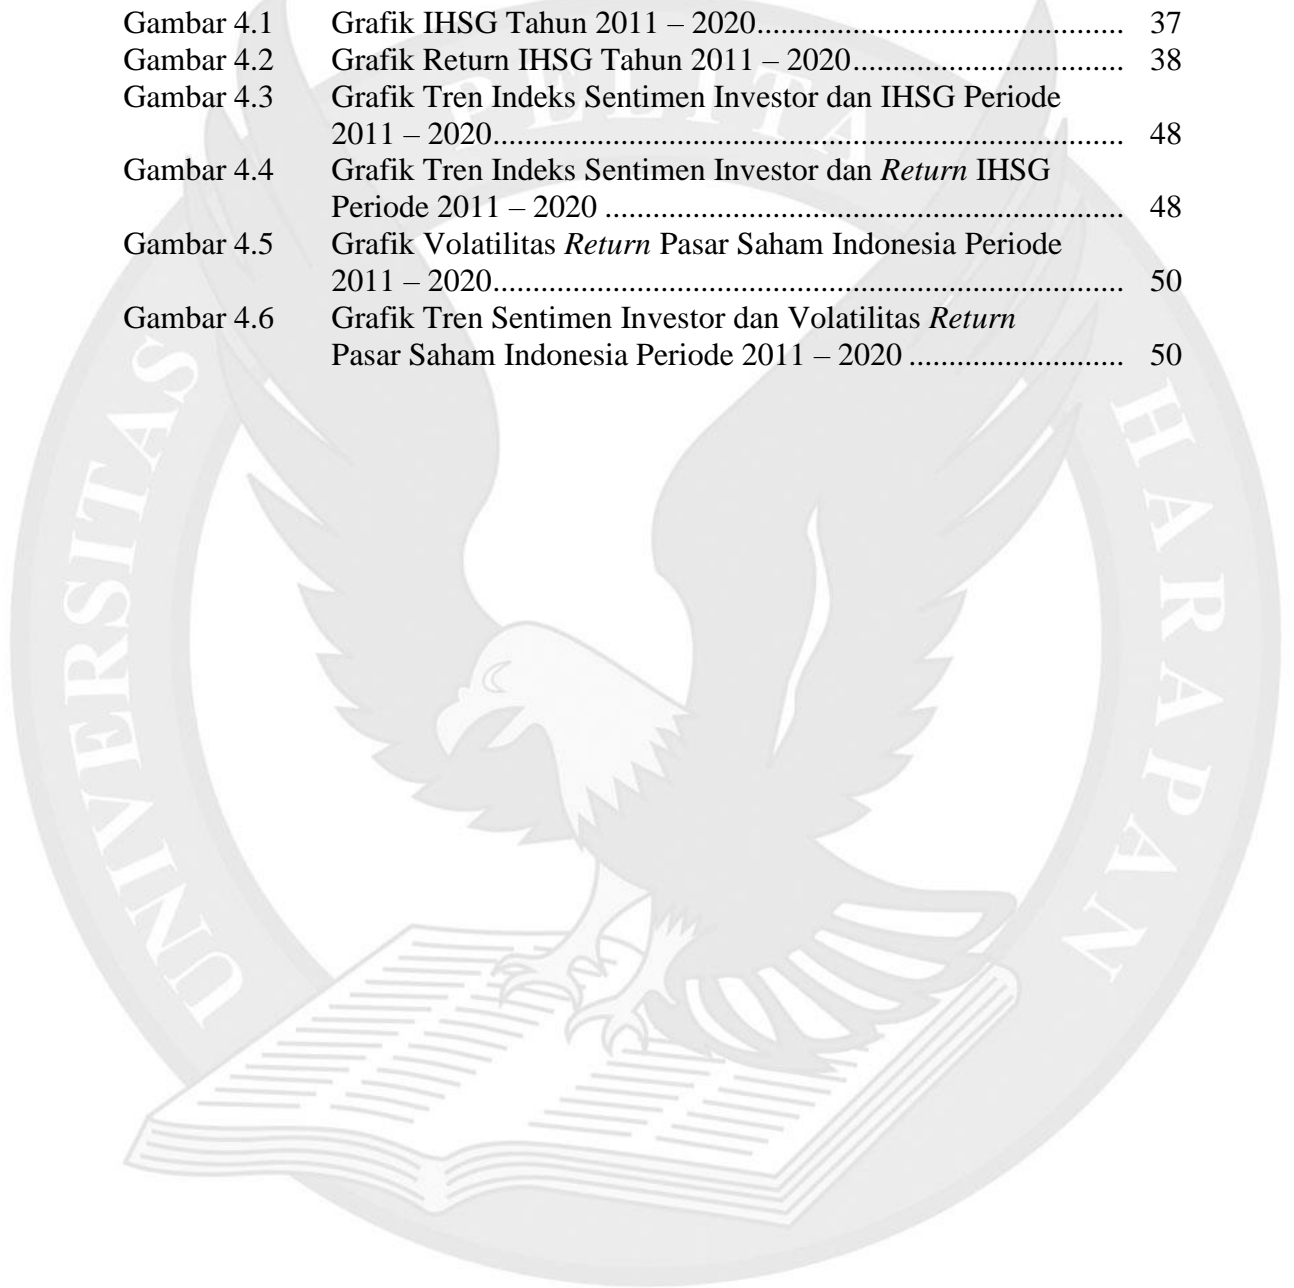 Gambar 4.1 Grafik IHSG Tahun 2011 – 2020.......................................................... 37
Gambar 4.2 Grafik Return IHSG Tahun 2011 – 2020.................................. 38
Gambar 4.3 Grafik Tren Indeks Sentimen Investor dan IHSG Periode
2011 – 2020.................................................................................... 48
Gambar 4.4 Grafik Tren Indeks Sentimen Investor dan Return IHSG
Periode 2011 – 2020 .................................................................. 48
Gambar 4.5 Grafik Volatilitas Return Pasar Saham Indonesia Periode
2011 – 2020.................................................................................... 50
Gambar 4.6 Grafik Tren Sentimen Investor dan Volatilitas Return
Pasar Saham Indonesia Periode 2011 – 2020 ........................... 50
UNIVERSITAS PELITA HARAPAN